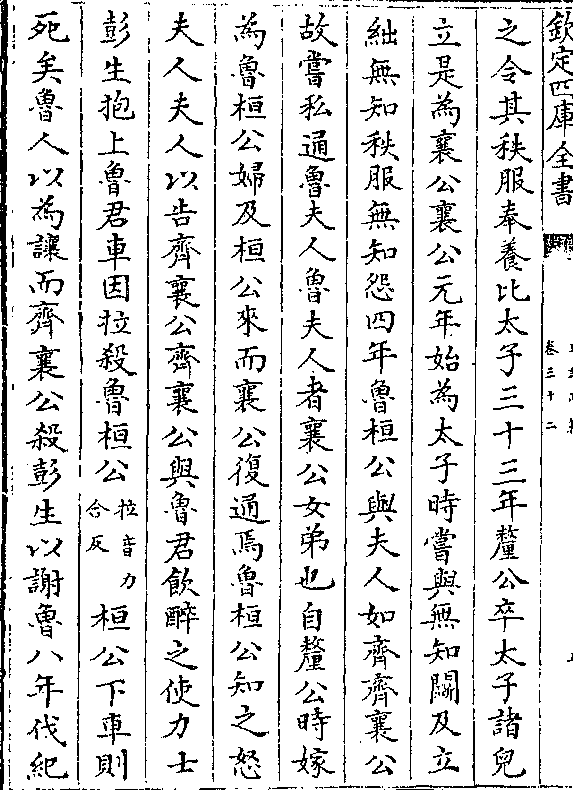 欽定四庫全書
卷三十二
之令其秩服奉養比太子三十三年釐公卒太子諸兒
立是為襄公襄公元年始為太子時嘗與無知鬭及立
絀無知秩服無知怨四年魯桓公與夫人如齊齊襄公
故嘗私通魯夫人魯夫人者襄公女弟也自釐公時嫁
為魯桓公婦及桓公來而襄公復通焉魯桓公知之怒
夫人夫人以告齊襄公齊襄公與魯君飲醉之使力士
彭生抱上魯君車因拉殺魯桓公拉音力合反桓公下車則
死矣魯人以為讓而齊襄公殺彭生以謝魯八年伐紀